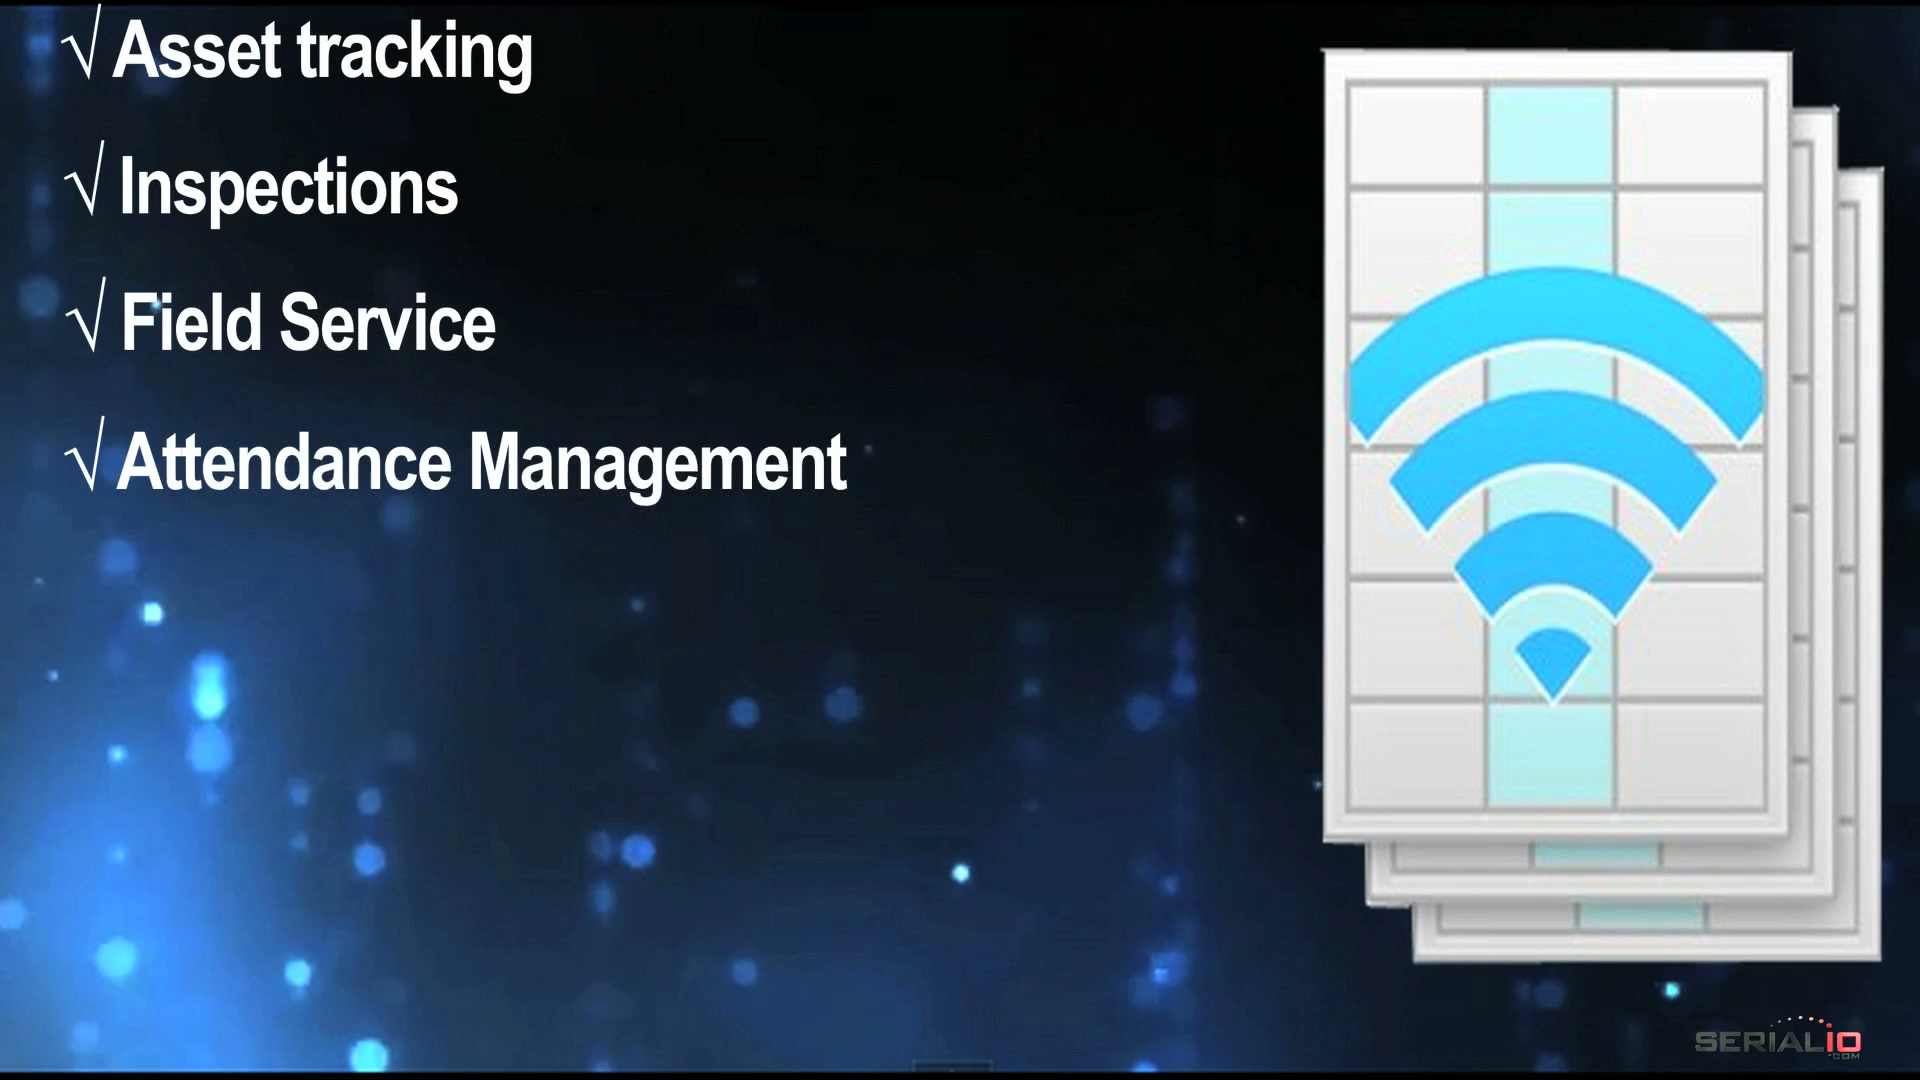 √ Asset tracking
√ Inspections
√ Field Service
√ Attendance Management
SERIALIO
.COM